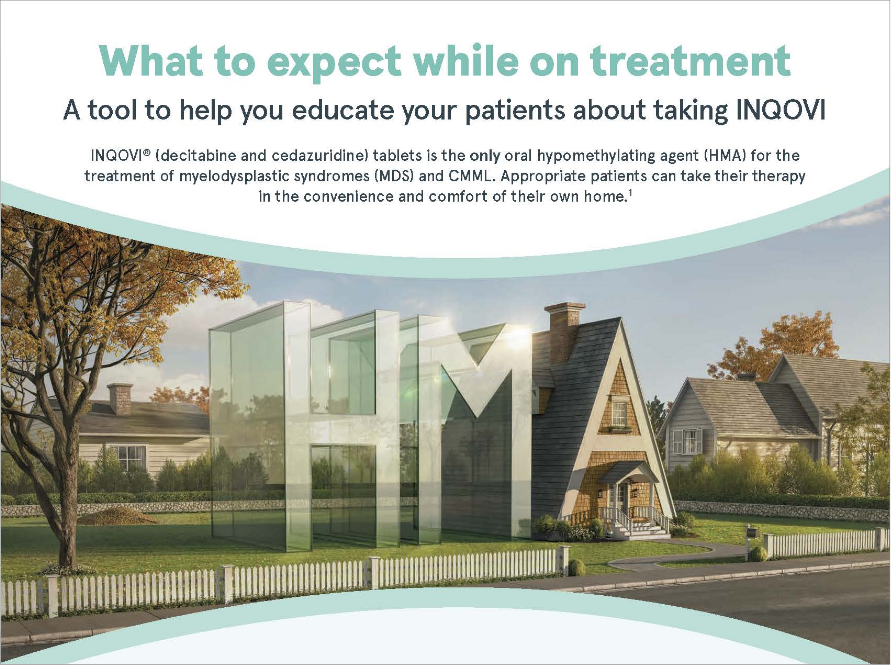 What to expect while on treatment
A tool to help you educate your patients about taking INQOVI
INQOVI® (decitabine and cedazuridine) tablets is the only oral hypomethylating agent (HMA) for the
treatment of myelodysplastic syndromes (MDS) and CMML. Appropriate patients can take their therapy
in the convenience and comfort of their own home.¹
HM